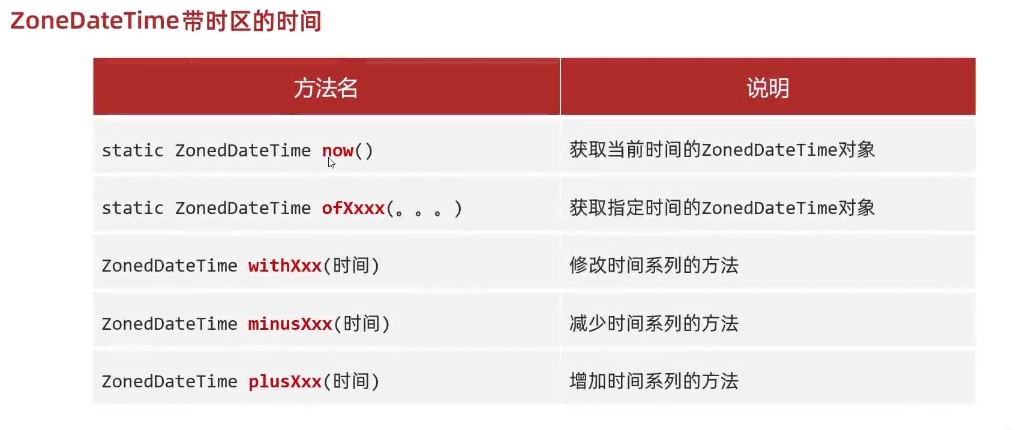 ZoneDateTime带时区的时间
方法名 说明
static ZonedDateTime now() 获取当前时间的ZonedDateTime对象
static ZonedDateTime ofXxxx(。。。) 获取指定时间的ZonedDateTime对象
ZonedDateTime withXxx(时间) 修改时间系列的方法
ZonedDateTime minusXxx(时间) 减少时间系列的方法
ZonedDateTime plusXxx(时间) 增加时间系列的方法